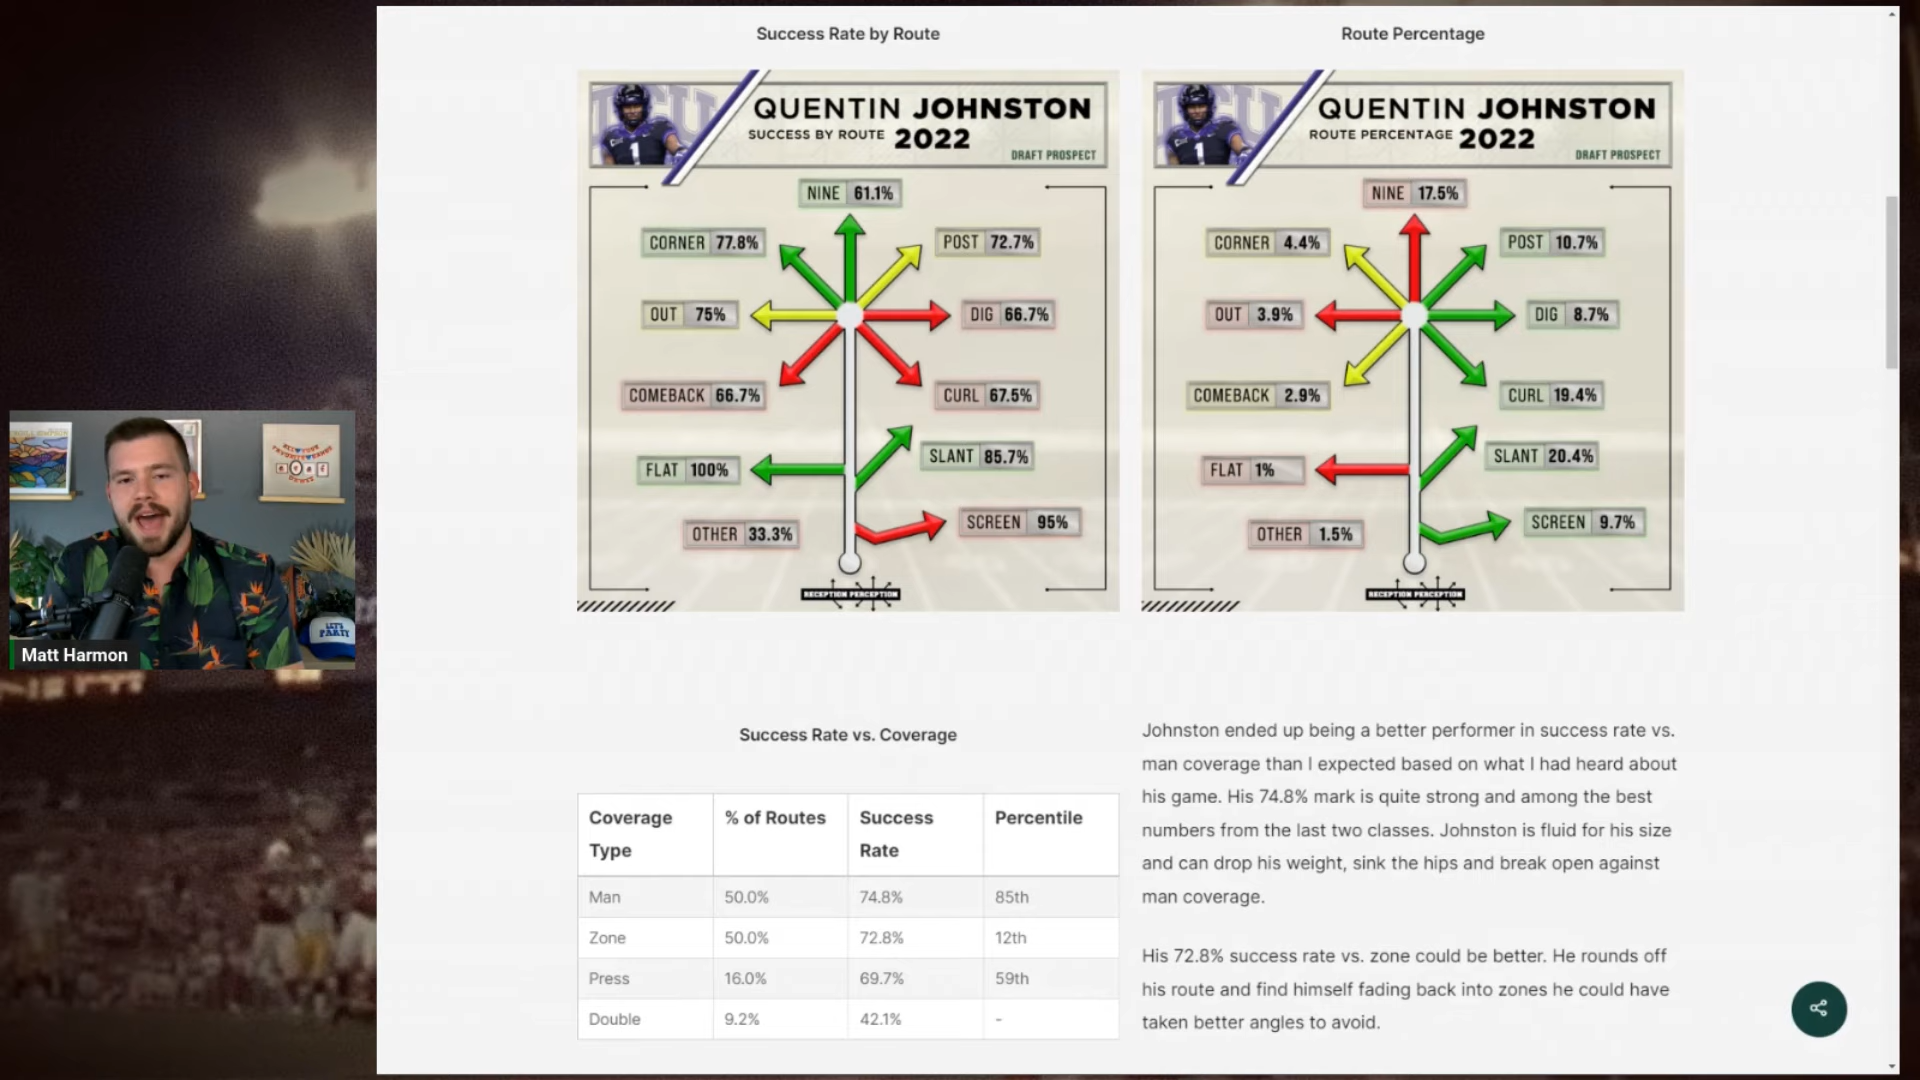 Success Rate by Route
Route Percentage
QUENTIN JOHNSTON
SUCCESS BY ROUTE 2022
DRAFT PROSPECT
NINE 61.1%
CORNER 77.8%
POST 72.7%
OUT 75%
DIG 66.7%
COMEBACK 66.7%
CURL 67.5%
FLAT 100%
SLANT 85.7%
OTHER 33.3%
SCREEN 95%
RECEPTION PERCEPTION
QUENTIN JOHNSTON
ROUTE PERCENTAGE 2022
DRAFT PROSPECT
NINE 17.5%
CORNER 4.4%
POST 10.7%
OUT 3.9%
DIG 8.7%
COMEBACK 2.9%
CURL 19.4%
FLAT 1%
SLANT 20.4%
OTHER 1.5%
SCREEN 9.7%
RECEPTION PERCEPTION
LET'S
PARTY
Matt Harmon
Success Rate vs. Coverage
Coverage Type % of Routes Success Rate Percentile
Man 50.0% 74.8% 85th
Zone 50.0% 72.8% 12th
Press 16.0% 69.7% 59th
Double 9.2% 42.1% -
Johnston ended up being a better performer in success rate vs.
man coverage than I expected based on what I had heard about
his game. His 74.8% mark is quite strong and among the best
numbers from the last two classes. Johnston is fluid for his size
and can drop his weight, sink the hips and break open against
man coverage.
His 72.8% success rate vs. zone could be better. He rounds off
his route and find himself fading back into zones he could have
taken better angles to avoid.